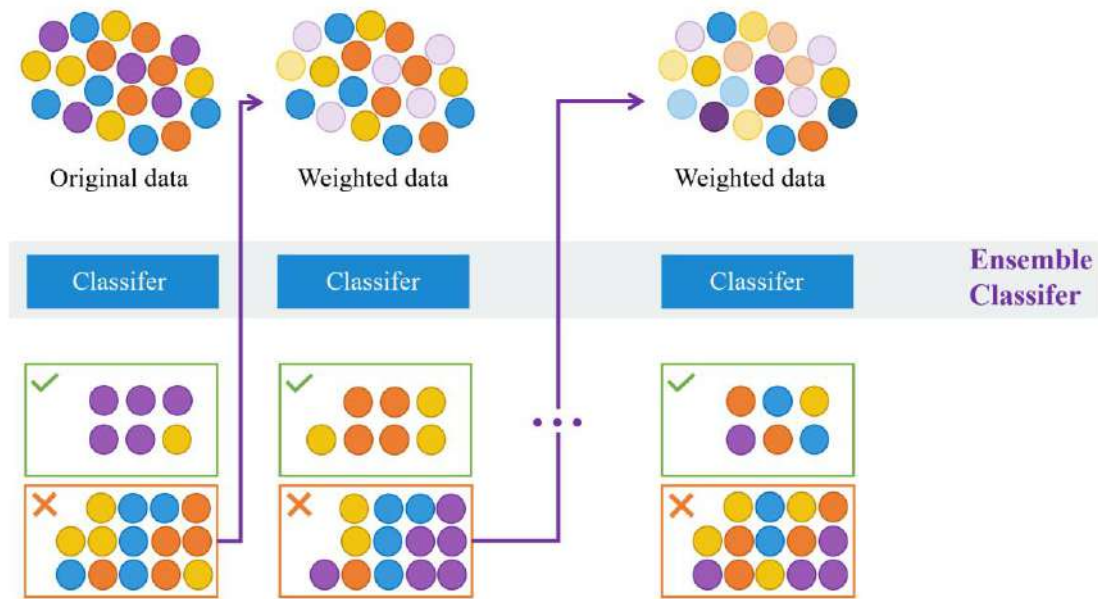 Original data
Weighted data
Weighted data
Classifer
Classifer
Classifer
Ensemble
Classifer